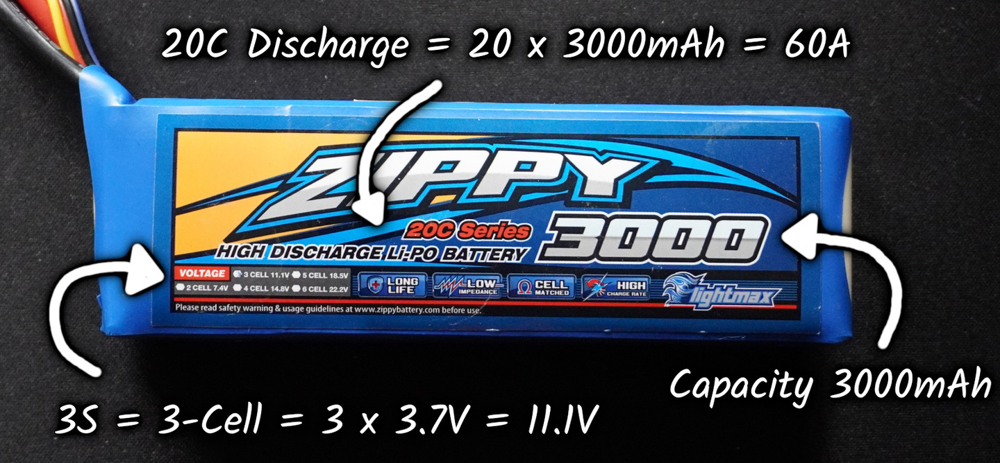 20C Discharge = 20 x 3000mAh = 60A
ZIPPY
20C Series
3000
HIGH DISCHARGE Li-PO BATTERY
VOLTAGE
3 CELL 11.1V
5 CELL 18.5V
2 CELL 7.4V
4 CELL 14.8V
6 CELL 22.2V
LONG
LIFE
LOW
IMPEDANCE
CELL
MATCHED
HIGH
CHARGE RATE
lightmax
Please read safety warning & usage guidelines at www.zippybattery.com before use.
Capacity 3000mAh
3S = 3-Cell = 3 x 3.7V = 11.1V